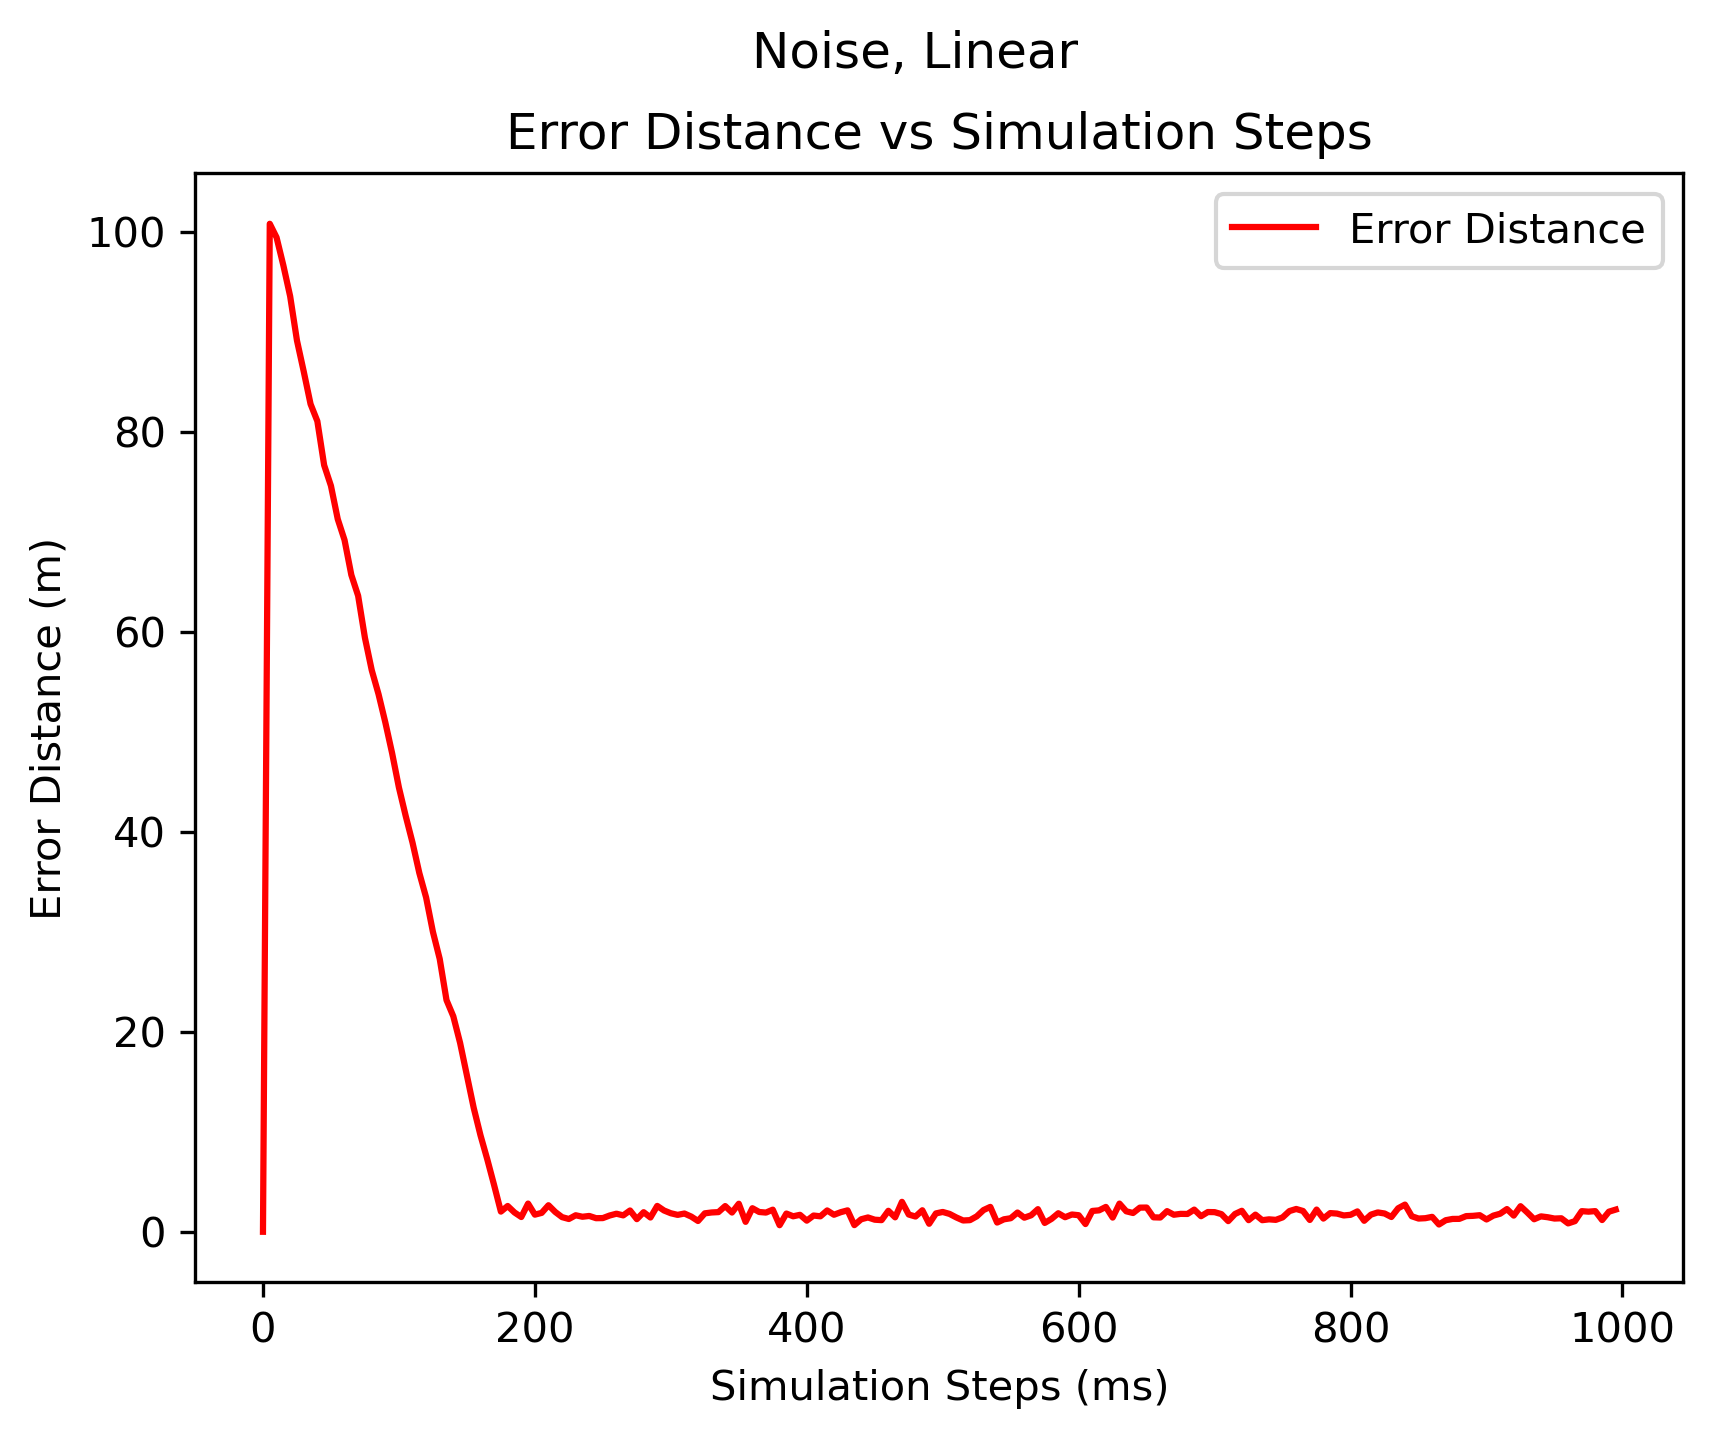 Noise, Linear
Error Distance vs Simulation Steps
Error Distance
100
80
60
40
20
0
Error Distance (m)
0 200 400 600 800 1000
Simulation Steps (ms)